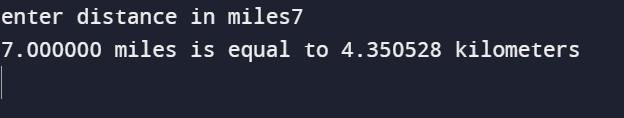 enter distance in miles7
7.000000 miles is equal to 4.350528 kilometers